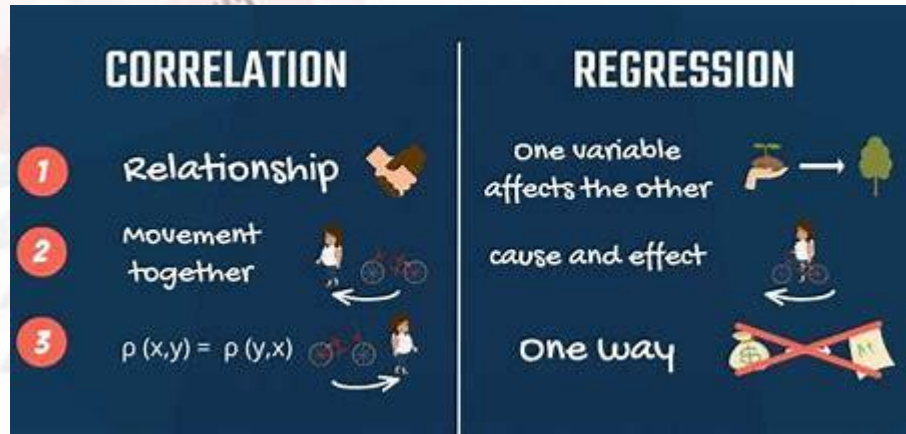 CORRELATION
REGRESSION
1
Relationship
One variable
affects the other
2
Movement
together
cause and effect
3
ρ (x,y) = ρ (y,x)
One way